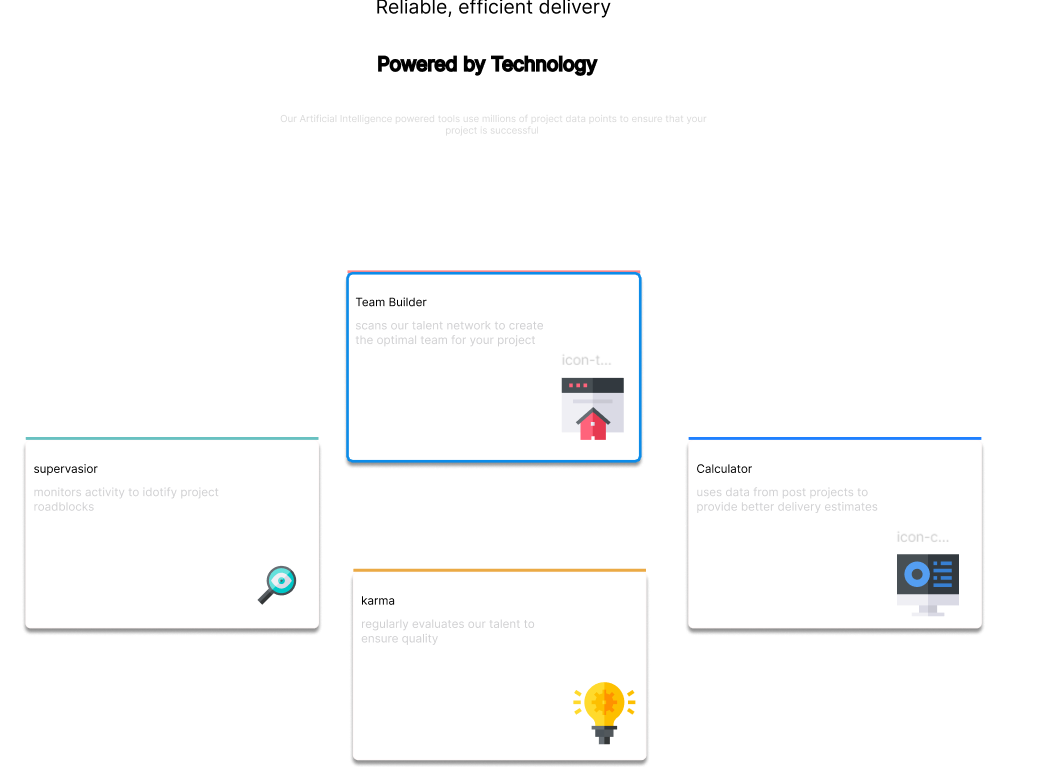 Reliable, efficient delivery
Powered by Technology
Our Artificial Intelligence powered tools use millions of project data points to ensure that your
project is successful
Team Builder
scans our talent network to create
the optimal team for your project
icon-t...
supervasior
monitors activity to idotify project
roadblocks
Calculator
uses data from post projects to
provide better delivery estimates
icon-c...
karma
regularly evaluates our talent to
ensure quality